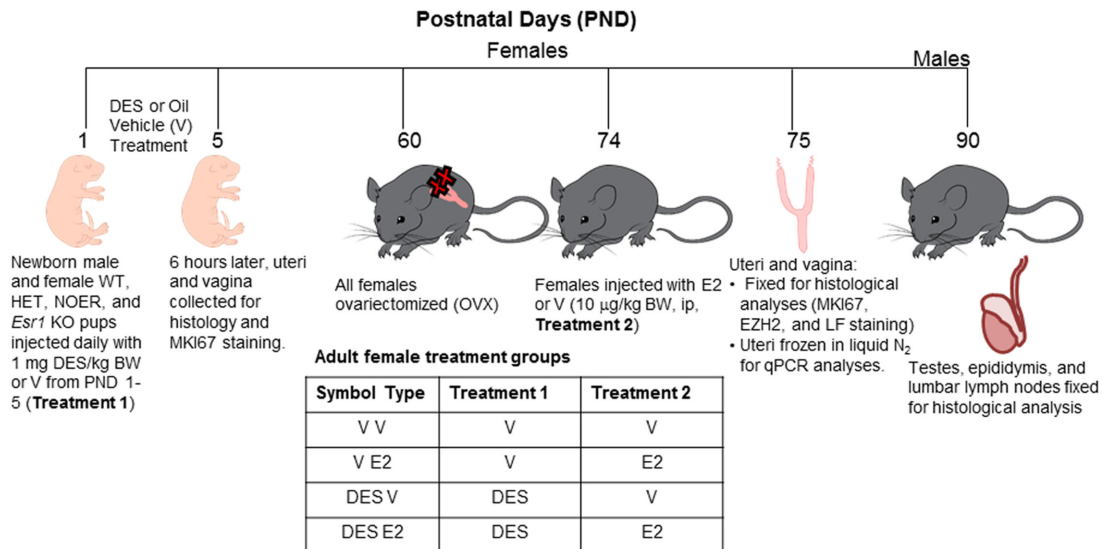 Postnatal Days (PND)
Females
Males
DES or Oil
Vehicle (V)
Treatment
1
5
60
74
75
90
Newborn male
and female WT,
HET, NOER, and
Esr1 KO pups
injected daily with
1 mg DES/kg BW
or V from PND 1-
5 (Treatment 1)
6 hours later, uteri
and vagina
collected for
histology and
MKI67 staining.
All females
ovariectomized (OVX)
Females injected with E2
or V (10 µg/kg BW, ip,
Treatment 2)
Uteri and vagina:
• Fixed for histological
analyses (MKI67,
EZH2, and LF staining)
• Uteri frozen in liquid N2
for qPCR analyses.
Testes, epididymis, and
lumbar lymph nodes fixed
for histological analysis
Adult female treatment groups
Symbol Type Treatment 1 Treatment 2
V V V V
V E2 V E2
DES V DES V
DES E2 DES E2